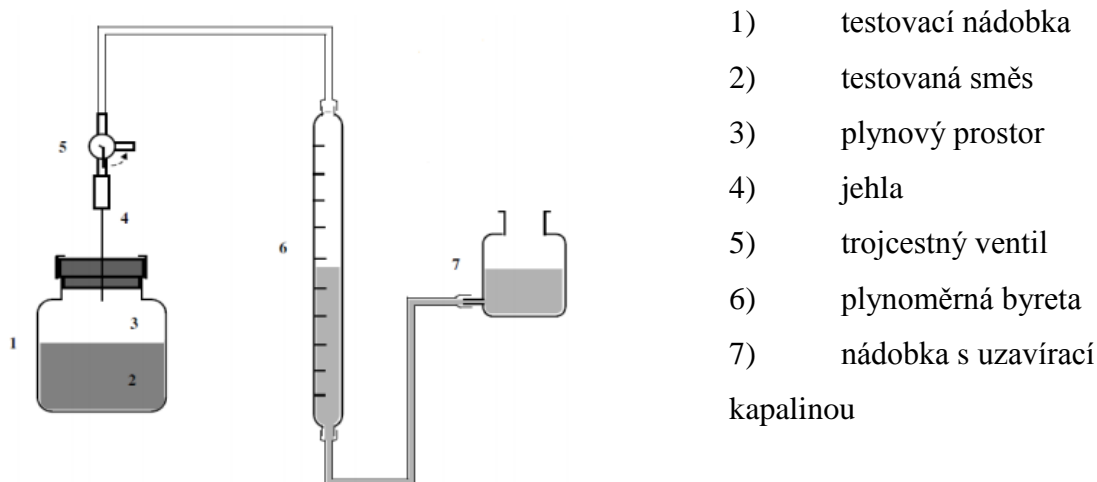 1) testovací nádobka
2) testovaná směs
3) plynový prostor
4) jehla
5) trojcestný ventil
6) plynoměrná byreta
7) nádobka s uzavírací
kapalinou
5
4
6
7
3
1
2